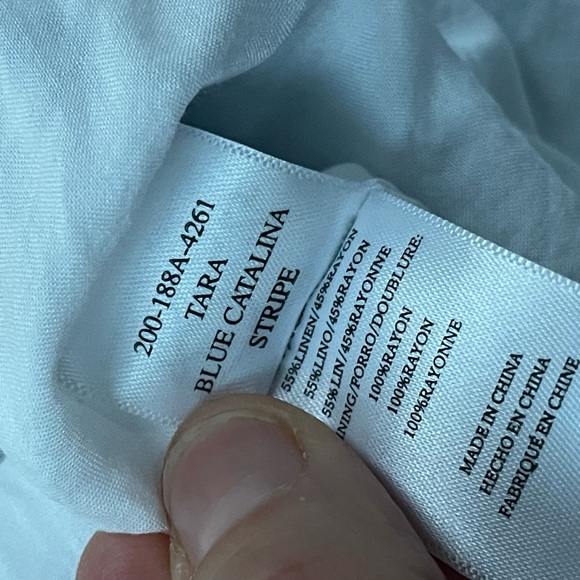 200-188A-4261
TARA
BLUE CATALINA
STRIPE
55%LINEN/45%RAYON
55%LINO/45%RAYON
55%LIN/45%RAYONNE
/FORRO/DOUBLURE:
100%RAYON
100%RAYON
100%RAYONNE
MADE IN CHINA
HECHO EN CHINA
FABRIQUÉ EN CHINE